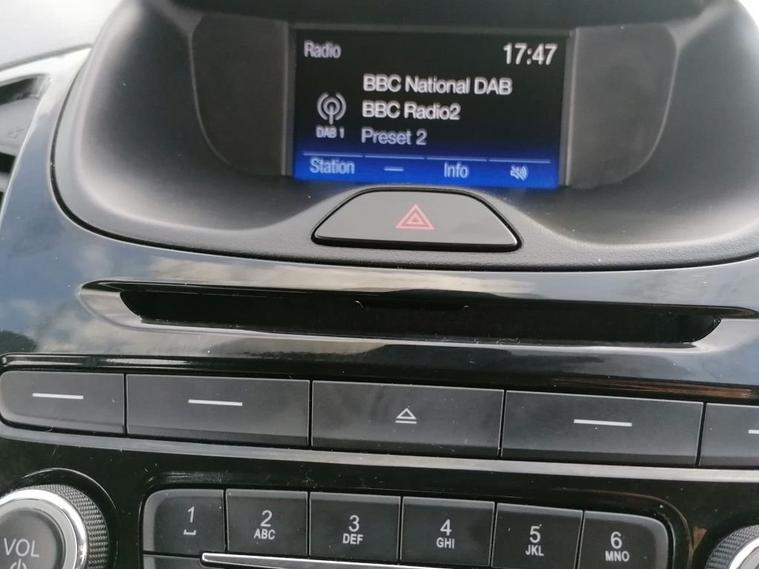 Radio 17:47
BBC National DAB
BBC Radio2
DAB 1 Preset 2
Station — Info
1 2 3 4 5 6
ABC DEF GHI JKL MNO
VOL